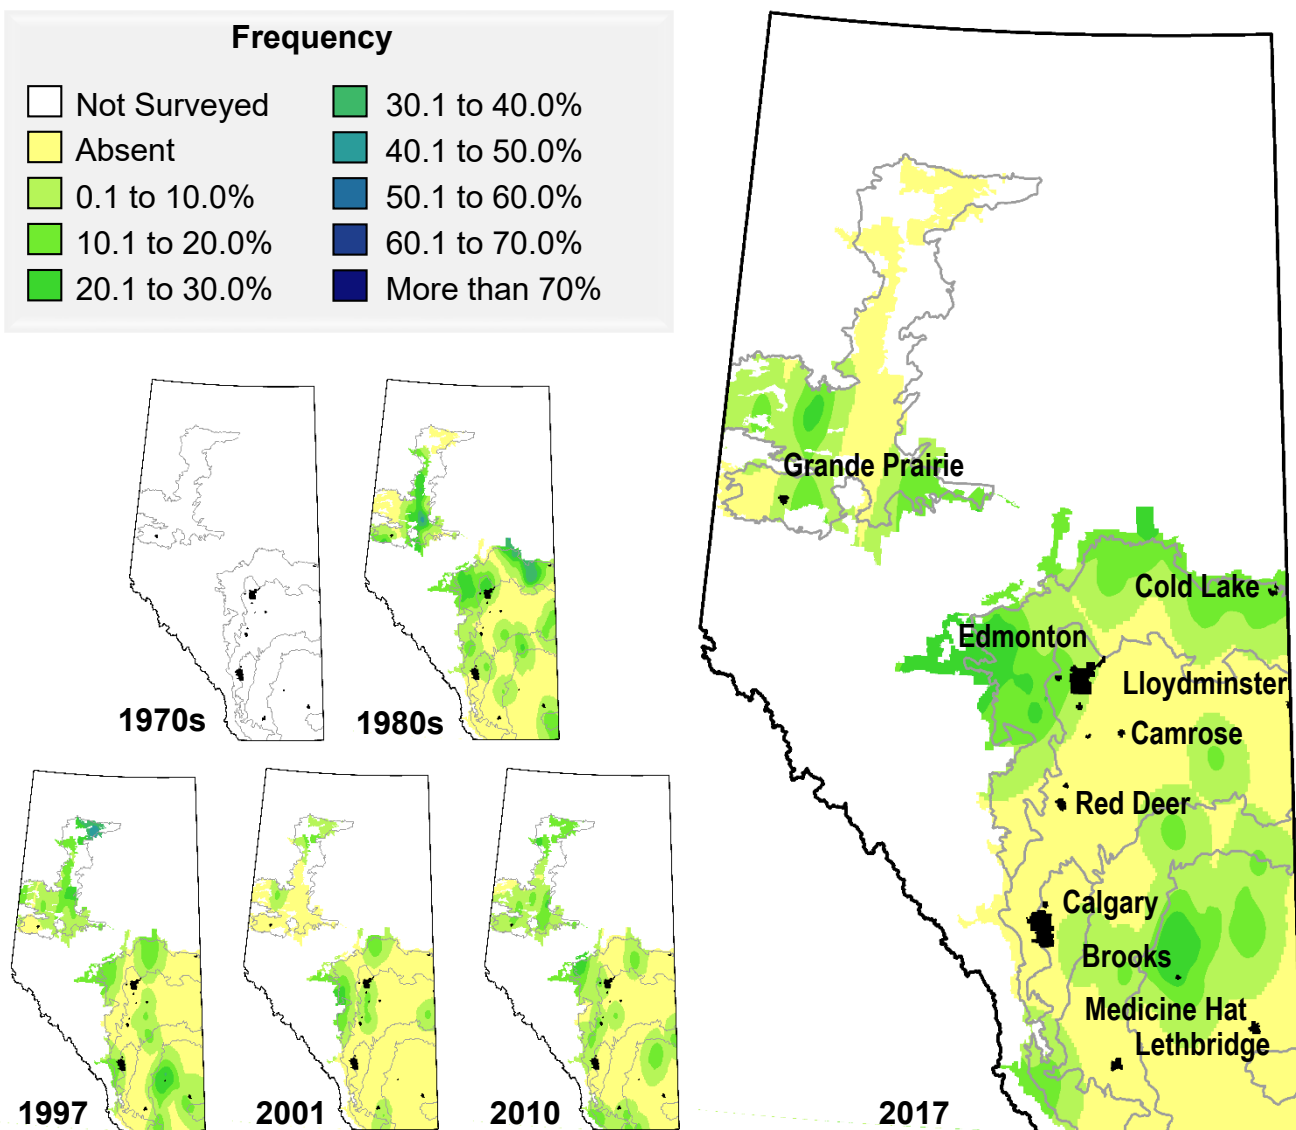 Frequency
Not Surveyed
Absent
0.1 to 10.0%
10.1 to 20.0%
20.1 to 30.0%
30.1 to 40.0%
40.1 to 50.0%
50.1 to 60.0%
60.1 to 70.0%
More than 70%
1970s
1980s
1997
2001
2010
Grande Prairie
Cold Lake
Edmonton
Lloydminster
Camrose
Red Deer
Calgary
Brooks
Medicine Hat
Lethbridge
2017